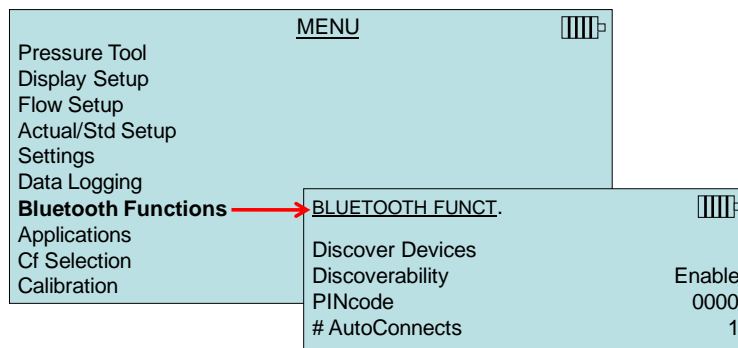 MENU
Pressure Tool
Display Setup
Flow Setup
Actual/Std Setup
Settings
Data Logging
Bluetooth Functions
Applications
Cf Selection
Calibration
BLUETOOTH FUNCT.
Discover Devices
Discoverability Enable
PINcode 0000
# AutoConnects 1